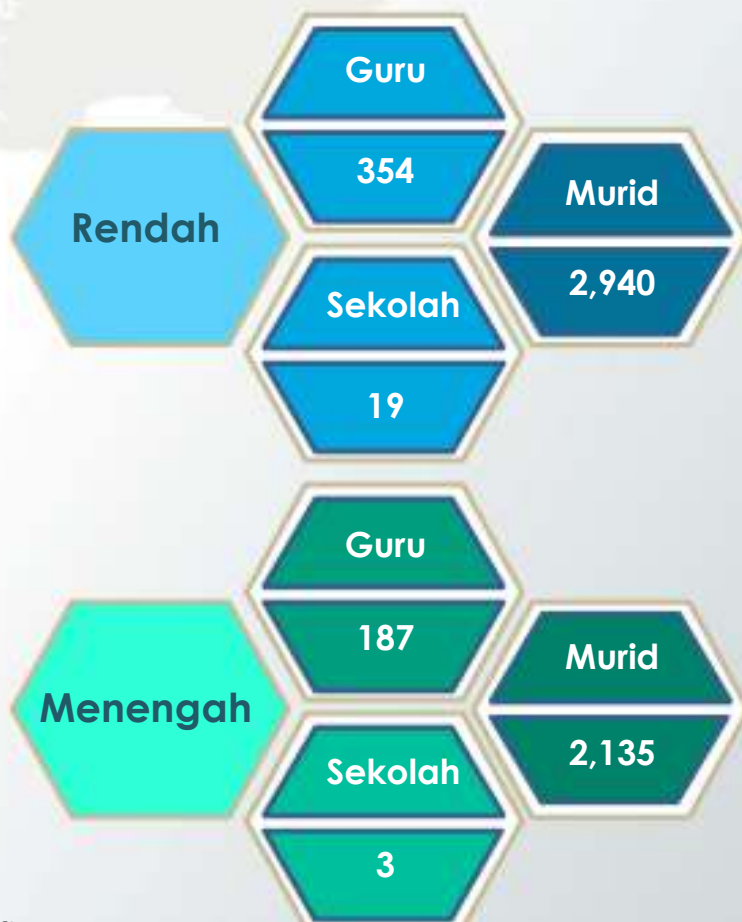 Rendah
Guru
354
Sekolah
19
Murid
2,940
Menengah
Guru
187
Sekolah
3
Murid
2,135